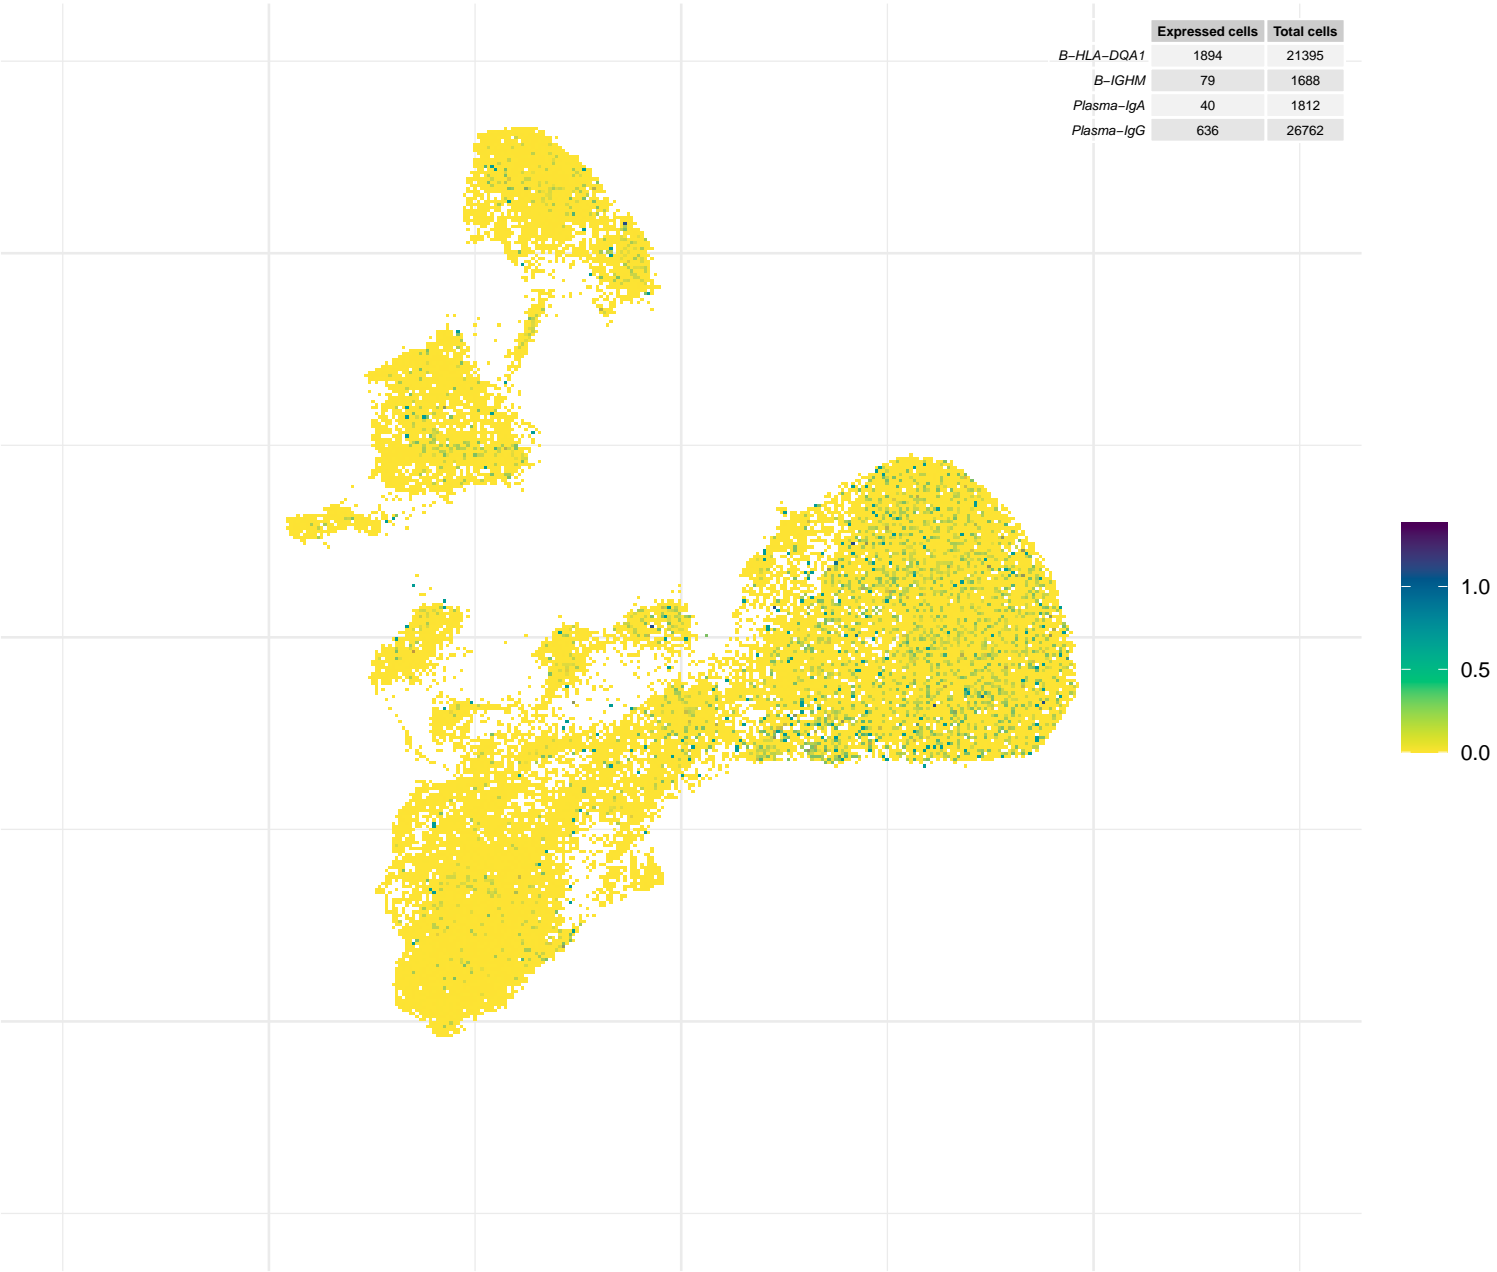 Expressed cells Total cells
B−HLA−DQA1 1894 21395
B−IGHM 79 1688
Plasma−IgA 40 1812
Plasma−IgG 636 26762
1.0
0.5
0.0